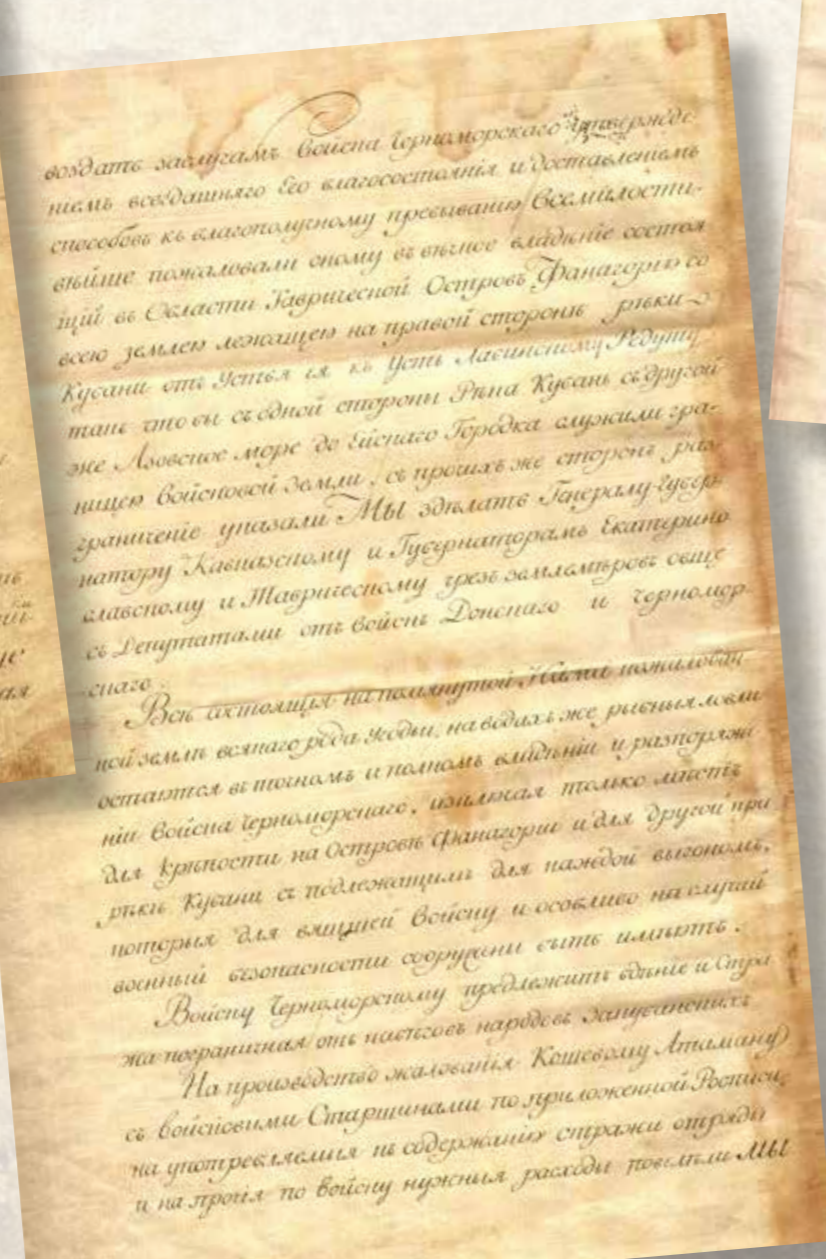 воздать заслугамъ Войска Черноморскаго утвержде
ніемъ всегдашняго Его благосостоянія и доставленіемъ
способовъ къ благополучному пребыванію Всемилости-
вѣйше пожаловали оному въ вѣчное владѣніе состоя
щій въ Области Таврической Островъ Фанагорію со
всею землею лежащею на правой сторонѣ рѣки
Кубани отъ Устья ея къ Усть Лабинскому Редуту
такъ что бы съ одной стороны Рѣка Кубань съ другой
же Азовское море до Ейскаго Городка служили гра-
ницею Войсковой Земли, съ прочихъ же сторонъ раз
граниченіе указали МЫ здѣлать Генералу-Губер
натору Кавказскому и Губернаторамъ Екатерино
славскому и Таврическому чрезъ землемѣровъ обще
съ Депутатами отъ Войскъ Донскаго и Черномор
-скаго.
Всѣ состоящія на помянутой Нами пожалован
ной землѣ всякаго рода угодьи, на водахъ же рыбныя ловли
остаются въ точномъ и полномъ владѣніи и разпоряже
ніи Войска Черноморскаго, изключая только мѣстъ
для крѣпости на Островѣ Фанагоріи и для другой при
рѣкѣ Кубани съ подлежащимъ для каждой выгономъ,
которыя для вящшей Войску и особливо на случай
военный безопасности сооружены быть имѣютъ.
Войску Черноморскому предлежитъ бдѣніе и Стра
жа пограничная отъ набѣговъ народовъ Закубанскихъ
На производство жалованія Кошевому Атаману
съ войсковыми Старшинами по приложенной Росписи,
на употребляемыя къ содержанію стражи отряды
и на прочія по Войску нужныя расходы повелѣли МЫ